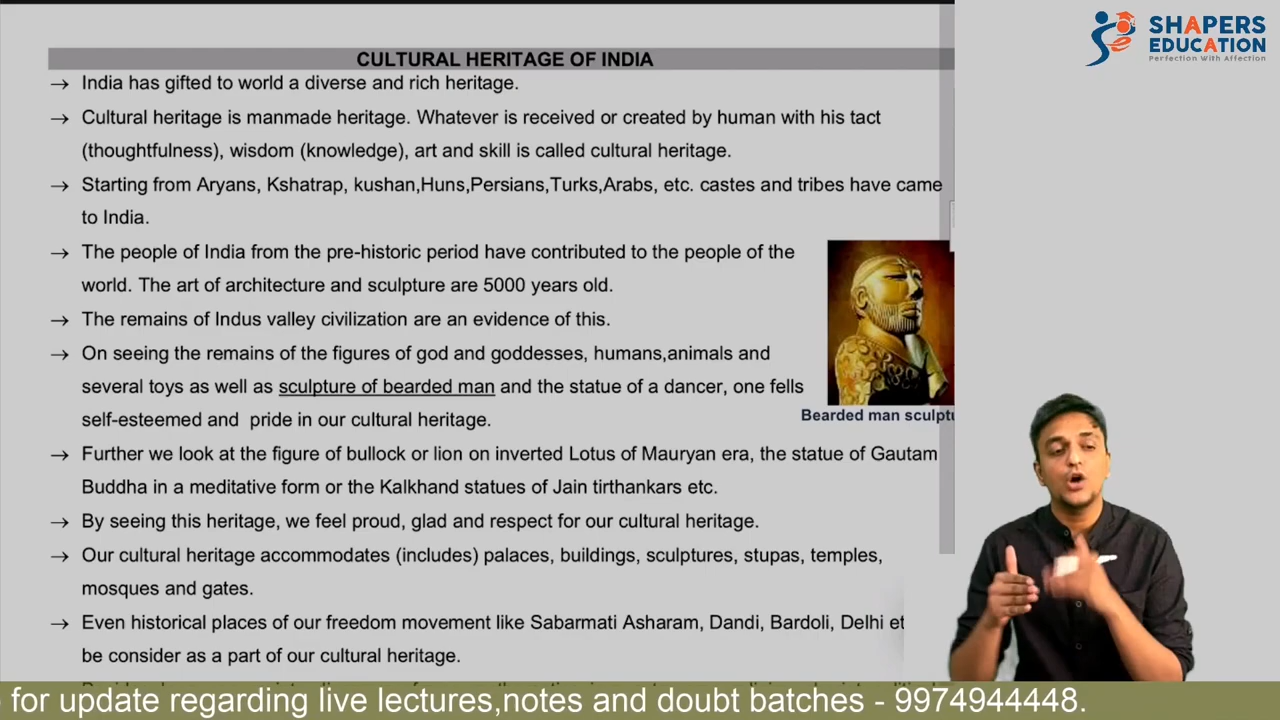 SHAPERS
EDUCATION
Perfection With Affection
CULTURAL HERITAGE OF INDIA
→ India has gifted to world a diverse and rich heritage.
→ Cultural heritage is manmade heritage. Whatever is received or created by human with his tact
(thoughtfulness), wisdom (knowledge), art and skill is called cultural heritage.
→ Starting from Aryans, Kshatrap, kushan,Huns,Persians,Turks,Arabs, etc. castes and tribes have came
to India.
→ The people of India from the pre-historic period have contributed to the people of the
world. The art of architecture and sculpture are 5000 years old.
→ The remains of Indus valley civilization are an evidence of this.
→ On seeing the remains of the figures of god and goddesses, humans,animals and
several toys as well as sculpture of bearded man and the statue of a dancer, one fells
self-esteemed and pride in our cultural heritage.
Bearded man sculptu
→ Further we look at the figure of bullock or lion on inverted Lotus of Mauryan era, the statue of Gautam
Buddha in a meditative form or the Kalkhand statues of Jain tirthankars etc.
→ By seeing this heritage, we feel proud, glad and respect for our cultural heritage.
→ Our cultural heritage accommodates (includes) palaces, buildings, sculptures, stupas, temples,
mosques and gates.
→ Even historical places of our freedom movement like Sabarmati Asharam, Dandi, Bardoli, Delhi et
be consider as a part of our cultural heritage.
for update regarding live lectures,notes and doubt batches - 9974944448.